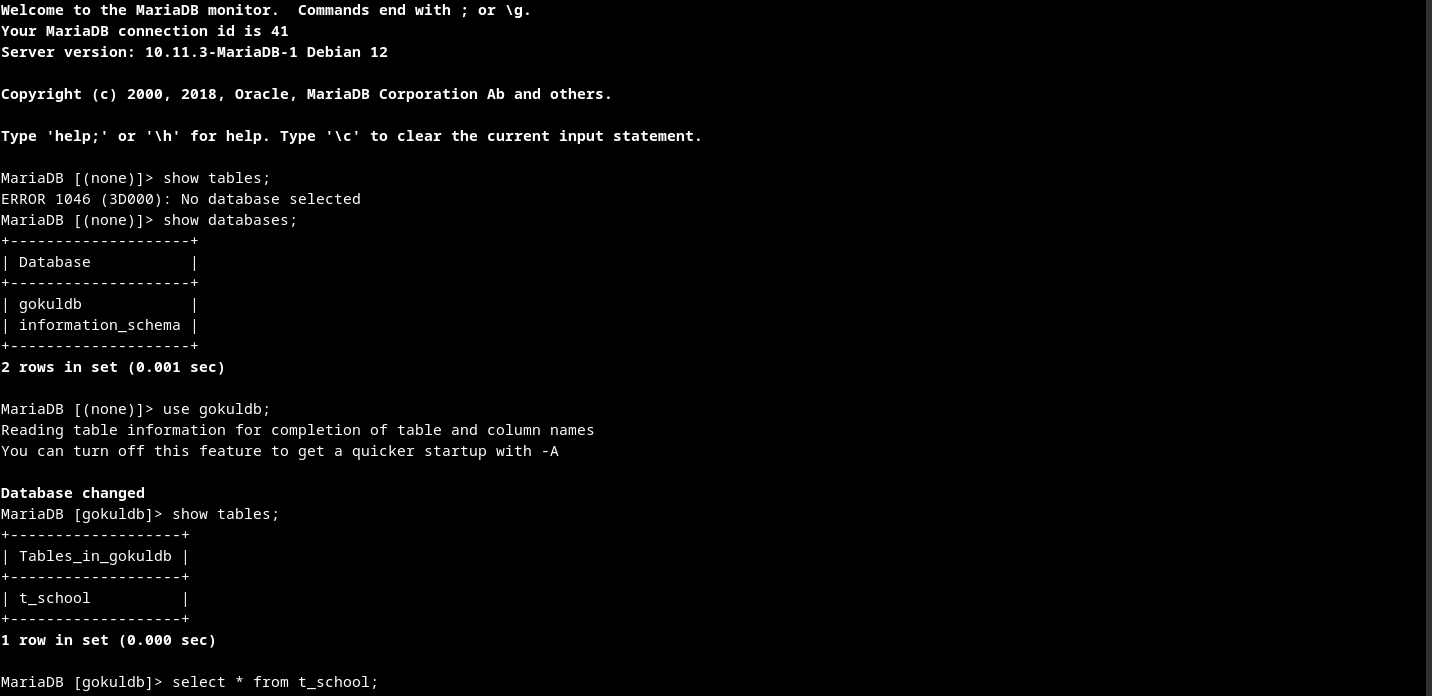 Welcome to the MariaDB monitor.  Commands end with ; or \g.
Your MariaDB connection id is 41
Server version: 10.11.3-MariaDB-1 Debian 12
Copyright (c) 2000, 2018, Oracle, MariaDB Corporation Ab and others.
Type 'help;' or '\h' for help. Type '\c' to clear the current input statement.
MariaDB [(none)]> show tables;
ERROR 1046 (3D000): No database selected
MariaDB [(none)]> show databases;
+--------------------+
| Database           |
+--------------------+
| gokuldb            |
| information_schema |
+--------------------+
2 rows in set (0.001 sec)
MariaDB [(none)]> use gokuldb;
Reading table information for completion of table and column names
You can turn off this feature to get a quicker startup with -A
Database changed
MariaDB [gokuldb]> show tables;
+-------------------+
| Tables_in_gokuldb |
+-------------------+
| t_school          |
+-------------------+
1 row in set (0.000 sec)
MariaDB [gokuldb]> select * from t_school;